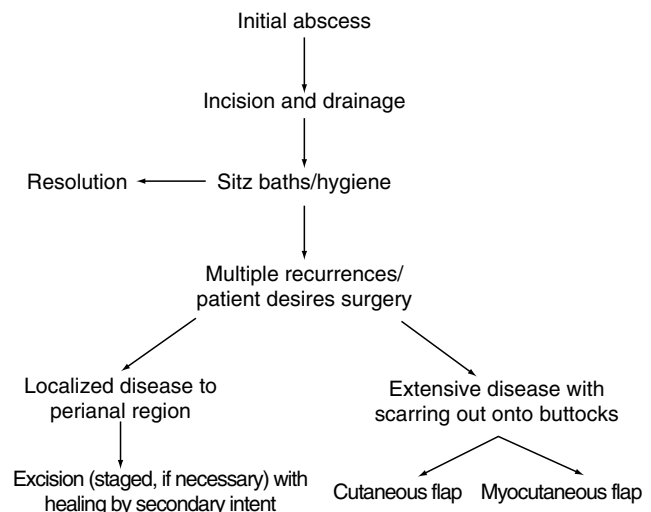 Initial abscess
Incision and drainage
Resolution
Sitz baths/hygiene
Multiple recurrences/
patient desires surgery
Localized disease to
perianal region
Extensive disease with
scarring out onto buttocks
Excision (staged, if necessary) with
healing by secondary intent
Cutaneous flap
Myocutaneous flap